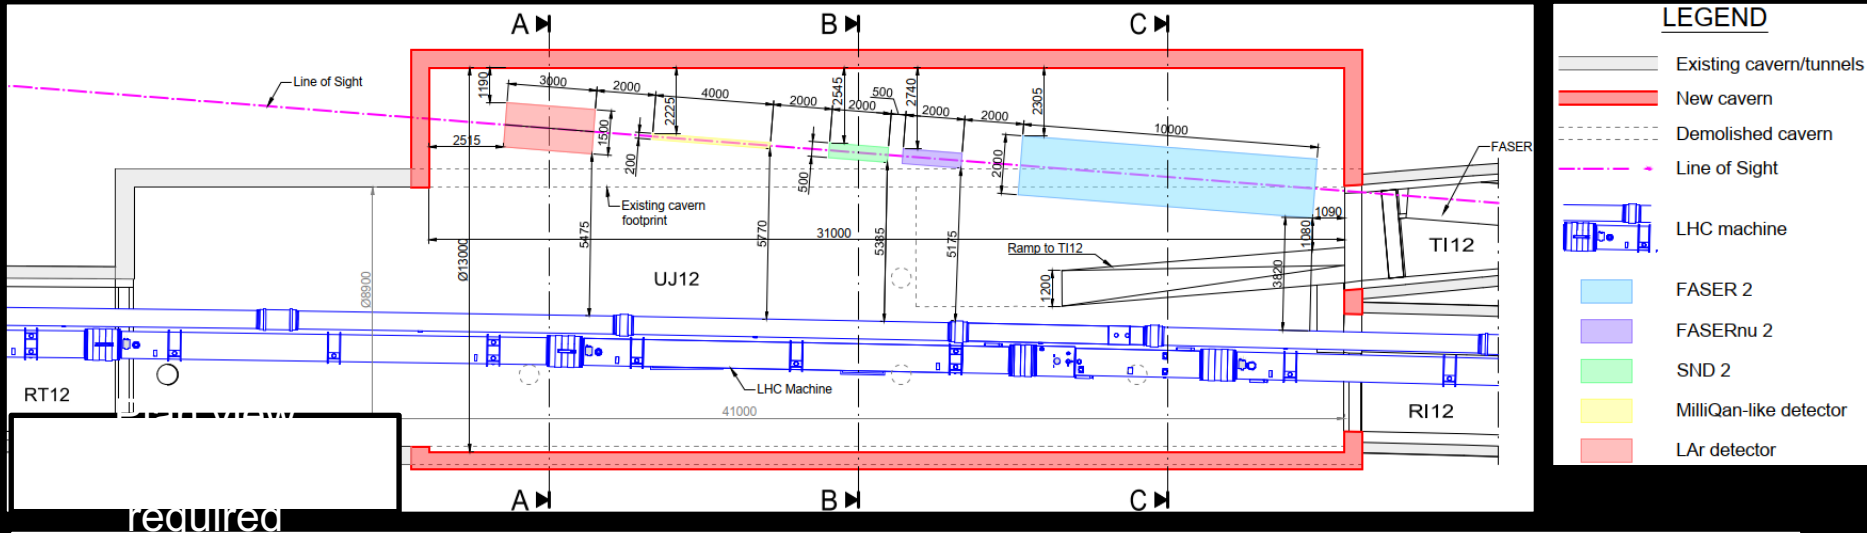 A B C
LEGEND
Existing cavern/tunnels
New cavern
Demolished cavern
Line of Sight
LHC machine
FASER 2
FASERnu 2
SND 2
MilliQan-like detector
LAr detector
Line of Sight
1190
3000
2000
2225
4000
2000
2545
2000
500
2740
2000
2000
2305
10000
2515
1500
200
500
2000
FASER
Existing cavern
footprint
5475
5770
5385
5175
31000
1090
1080
TI12
Ø13000
Ø8900
UJ12
Ramp to TI12
1200
3820
LHC Machine
RT12
41000
RI12
Plan view
A B C
required